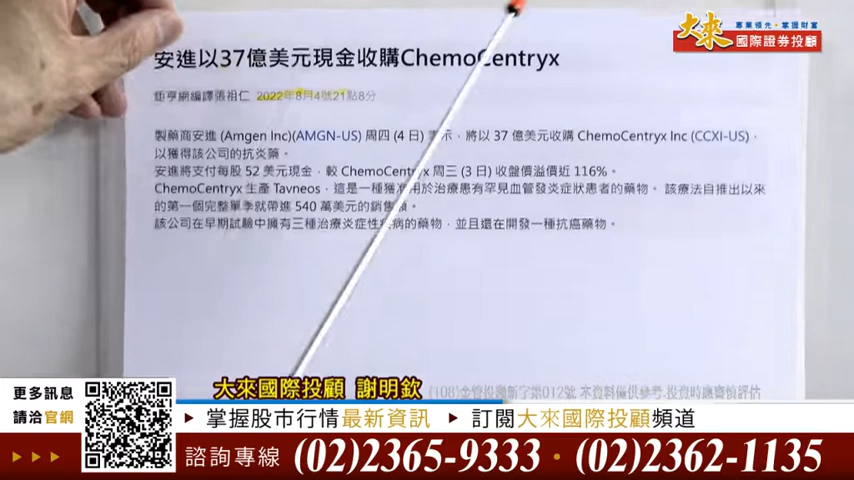 大來
專業領先・掌握財富
國際證券投顧
安進以37億美元現金收購ChemoCentryx
鉅亨網編譯張祖仁 2022年8月4號21點8分
製藥商安進 (Amgen Inc)(AMGN-US) 周四 (4 日) 表示，將以 37 億美元收購 ChemoCentryx Inc (CCXI-US)，
以獲得該公司的抗炎藥。
安進將支付每股 52 美元現金，較 ChemoCentryx 周三 (3 日) 收盤價溢價近 116%。
ChemoCentryx 生產 Tavneos，這是一種獲准用於治療患有罕見血管發炎症狀患者的藥物。 該療法自推出以來
的第一個完整單季就帶進 540 萬美元的銷售額。
該公司在早期試驗中擁有三種治療炎症性疾病的藥物，並且還在開發一種抗癌藥物。
大來國際投顧 謝明欽
(108)金管投顧新字第012號 本資料僅供參考,投資時應審慎評估
更多訊息
請洽官網
掌握股市行情最新資訊 訂閱大來國際投顧頻道
諮詢專線 (02)2365-9333・(02)2362-1135